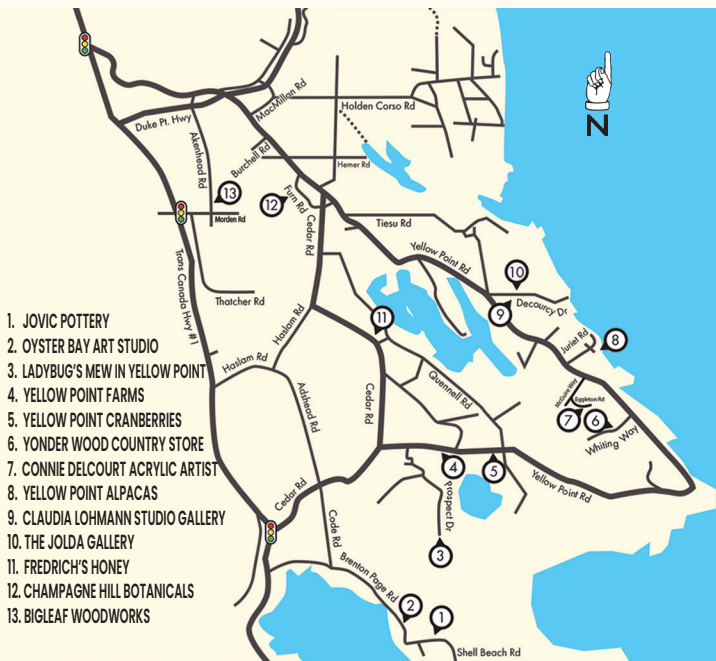 N
MacMillan Rd
Holden Corso Rd
Duke Pt. Hwy
Akenhead Rd
Burchell Rd
Hemer Rd
13
12
Furn Rd
Morden Rd
Cedar Rd
Tiesu Rd
Yellow Point Rd
Trans Canada Hwy #1
Thatcher Rd
10
Decourcy Dr
9
11
Haslam Rd
Juriet Rd
8
Haslam Rd
Quennell Rd
Adshead Rd
Cedar Rd
McGuire Way
Eggleton Rd
7
6
Whiting Way
4
5
Yellow Point Rd
Cedar Rd
Prospect Dr
Code Rd
3
Brenton Page Rd
2
1
Shell Beach Rd
1. JOVIC POTTERY
2. OYSTER BAY ART STUDIO
3. LADYBUG'S MEW IN YELLOW POINT
4. YELLOW POINT FARMS
5. YELLOW POINT CRANBERRIES
6. YONDER WOOD COUNTRY STORE
7. CONNIE DELCOURT ACRYLIC ARTIST
8. YELLOW POINT ALPACAS
9. CLAUDIA LOHMANN STUDIO GALLERY
10. THE JOLDA GALLERY
11. FREDRICH'S HONEY
12. CHAMPAGNE HILL BOTANICALS
13. BIGLEAF WOODWORKS